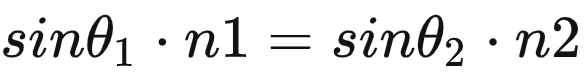 sinθ₁ · n1 = sinθ₂ · n2